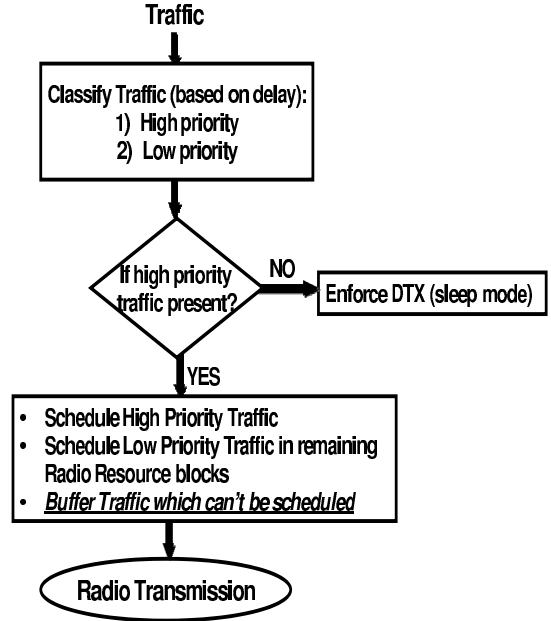 Traffic
Classify Traffic (based on delay):
1) High priority
2) Low priority
If high priority
traffic present?
NO
Enforce DTX (sleep mode)
YES
• Schedule High Priority Traffic
• Schedule Low Priority Traffic in remaining
Radio Resource blocks
• Buffer Traffic which can't be scheduled
Radio Transmission